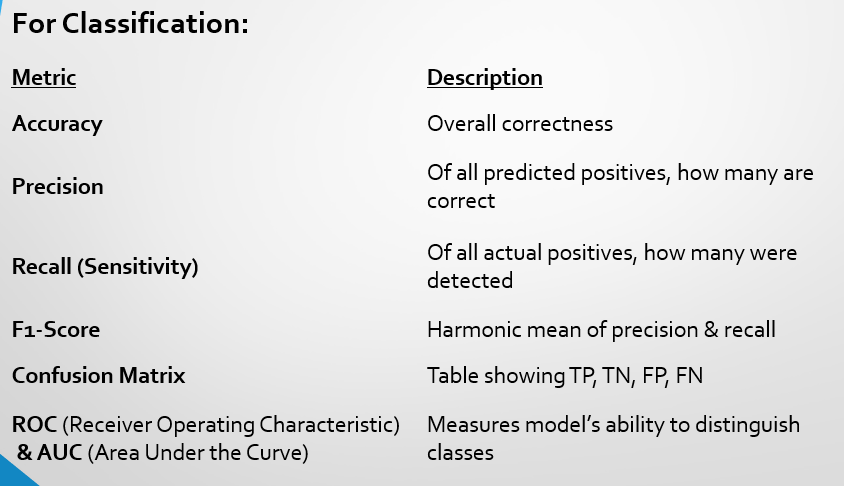 For Classification:
Metric
Description
Accuracy
Overall correctness
Precision
Of all predicted positives, how many are
correct
Recall (Sensitivity)
Of all actual positives, how many were
detected
F1-Score
Harmonic mean of precision & recall
Confusion Matrix
Table showing TP, TN, FP, FN
ROC (Receiver Operating Characteristic)
& AUC (Area Under the Curve)
Measures model’s ability to distinguish
classes